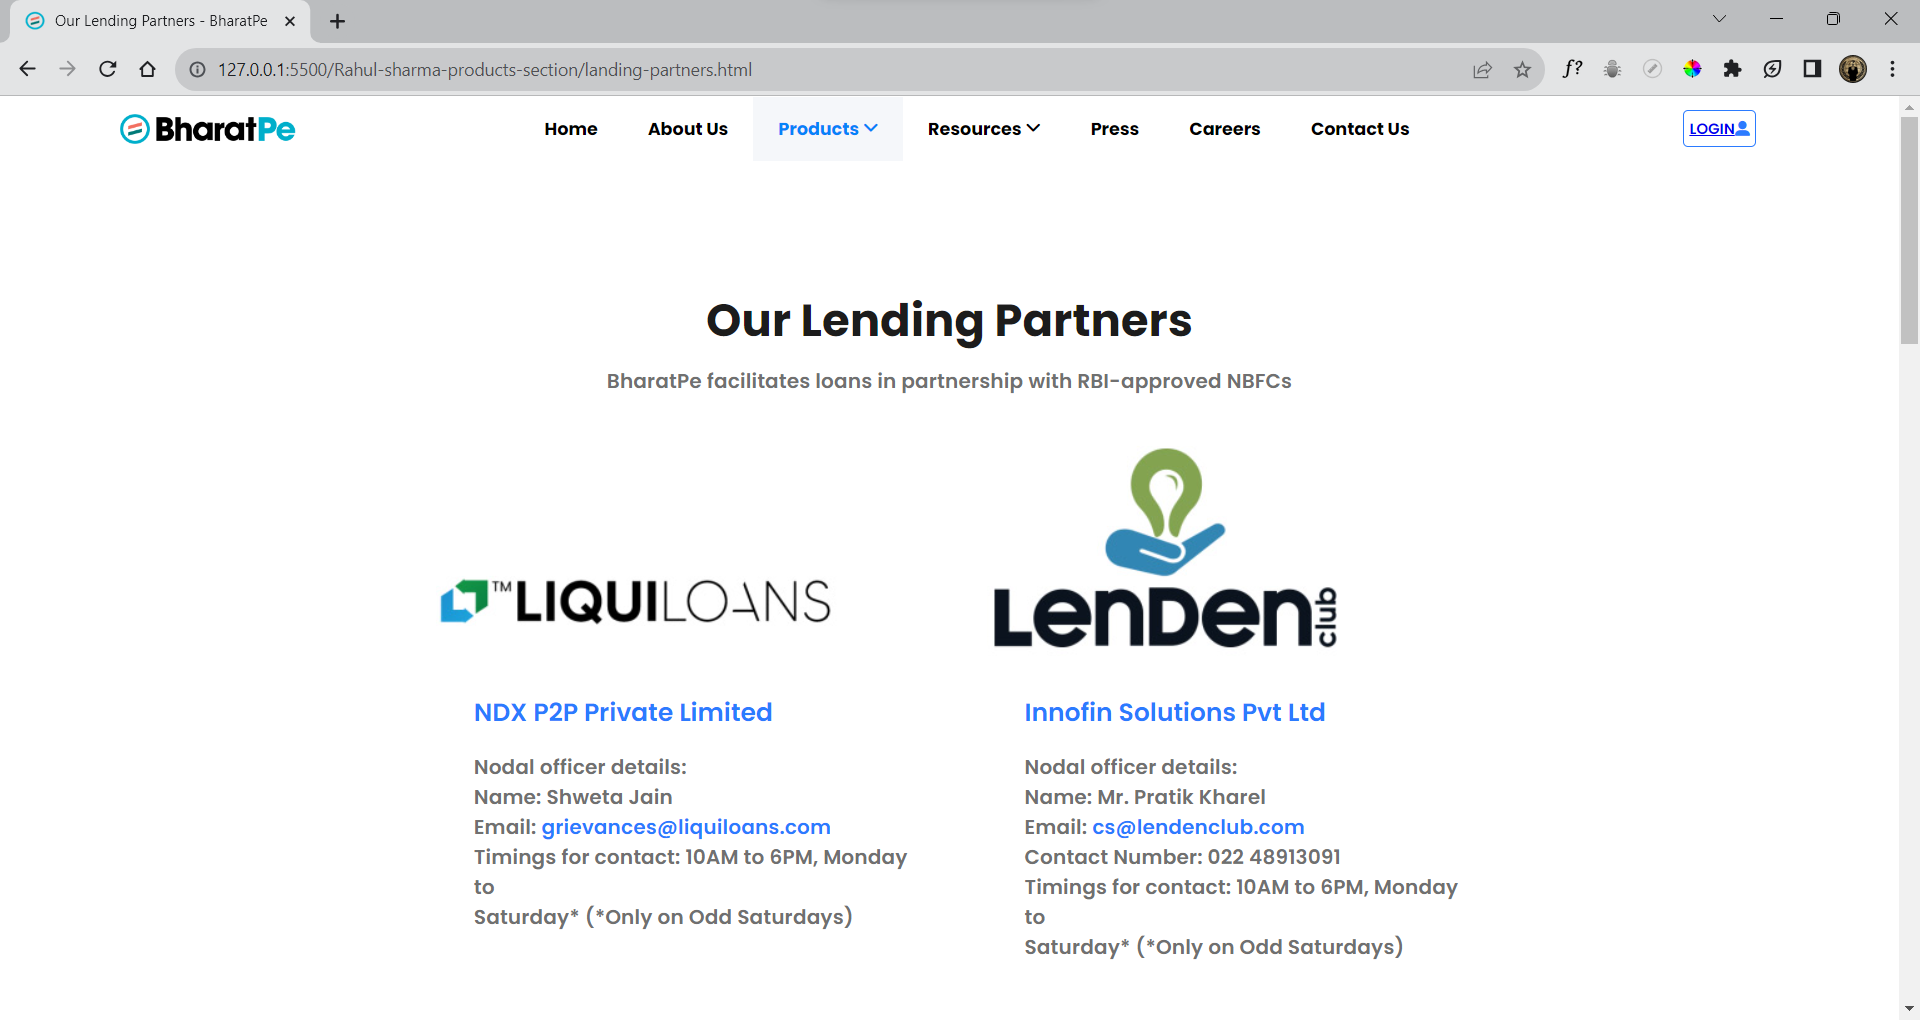 Our Lending Partners - BharatPe
127.0.0.1:5500/Rahul-sharma-products-section/landing-partners.html
f?
BharatPe
Home
About Us
Products
Resources
Press
Careers
Contact Us
LOGIN
Our Lending Partners
BharatPe facilitates loans in partnership with RBI-approved NBFCs
™LIQUILOANS
LenDen club
NDX P2P Private Limited
Nodal officer details:
Name: Shweta Jain
Email: grievances@liquiloans.com
Timings for contact: 10AM to 6PM, Monday
to
Saturday* (*Only on Odd Saturdays)
Innofin Solutions Pvt Ltd
Nodal officer details:
Name: Mr. Pratik Kharel
Email: cs@lendenclub.com
Contact Number: 022 48913091
Timings for contact: 10AM to 6PM, Monday
to
Saturday* (*Only on Odd Saturdays)